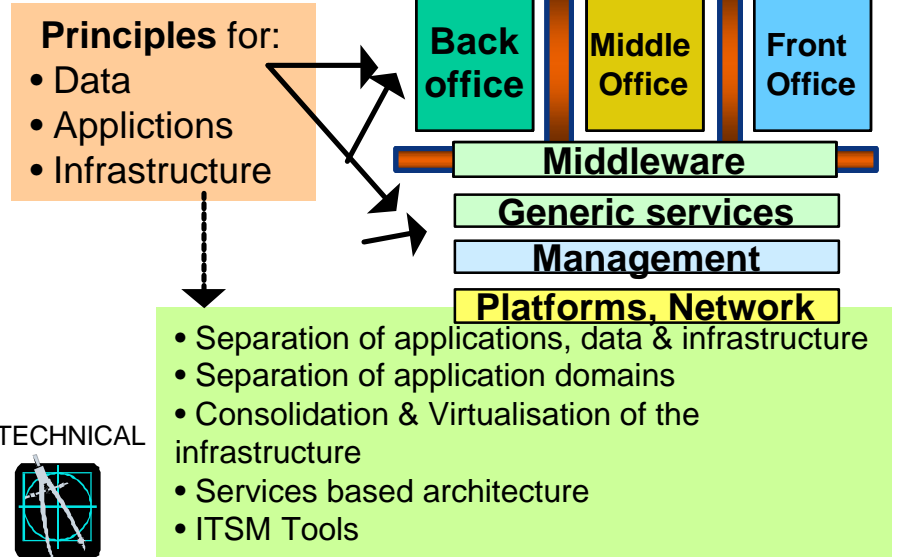 Principles for:
• Data
• Applictions
• Infrastructure
Back
office
Middle
Office
Front
Office
Middleware
Generic services
Management
Platforms, Network
• Separation of applications, data & infrastructure
• Separation of application domains
• Consolidation & Virtualisation of the
infrastructure
• Services based architecture
• ITSM Tools
TECHNICAL